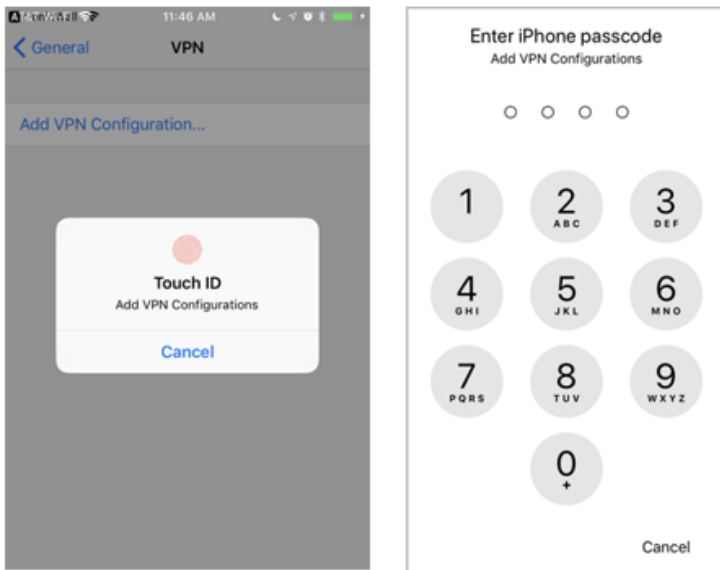 11:46 AM
General
VPN
Add VPN Configuration...
Touch ID
Add VPN Configurations
Cancel
Enter iPhone passcode
Add VPN Configurations
1
2
ABC
3
DEF
4
GHI
5
JKL
6
MNO
7
PQRS
8
TUV
9
WXYZ
0
+
Cancel